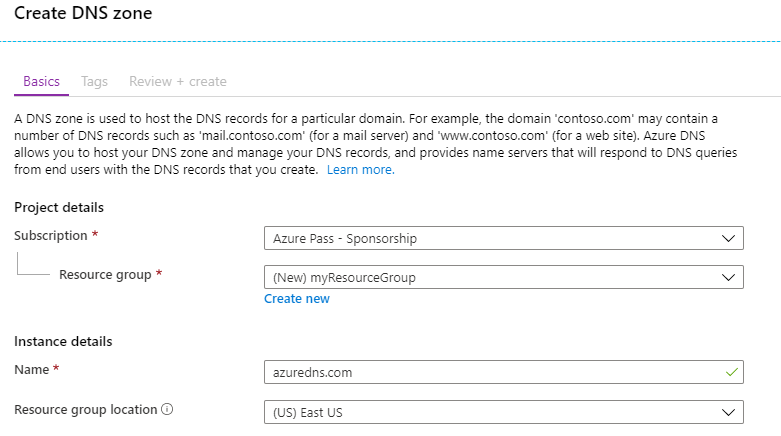 Create DNS zone
Basics Tags Review + create
A DNS zone is used to host the DNS records for a particular domain. For example, the domain 'contoso.com' may contain a
number of DNS records such as 'mail.contoso.com' (for a mail server) and 'www.contoso.com' (for a web site). Azure DNS
allows you to host your DNS zone and manage your DNS records, and provides name servers that will respond to DNS queries
from end users with the DNS records that you create. Learn more.
Project details
Subscription * Azure Pass - Sponsorship
Resource group * (New) myResourceGroup
Create new
Instance details
Name * azuredns.com
Resource group location (US) East US